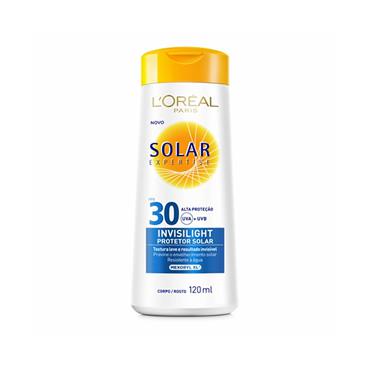 L'ORÉAL
PARIS
NOVO
SOLAR
EXPERTISE
FPS 30 ALTA PROTEÇÃO
UVA + UVB
INVISILIGHT
PROTETOR SOLAR
Textura leve e resultado invisível
Previne o envelhecimento solar
Resistente à água
MEXORYL XL
CORPO / ROSTO 120 ml